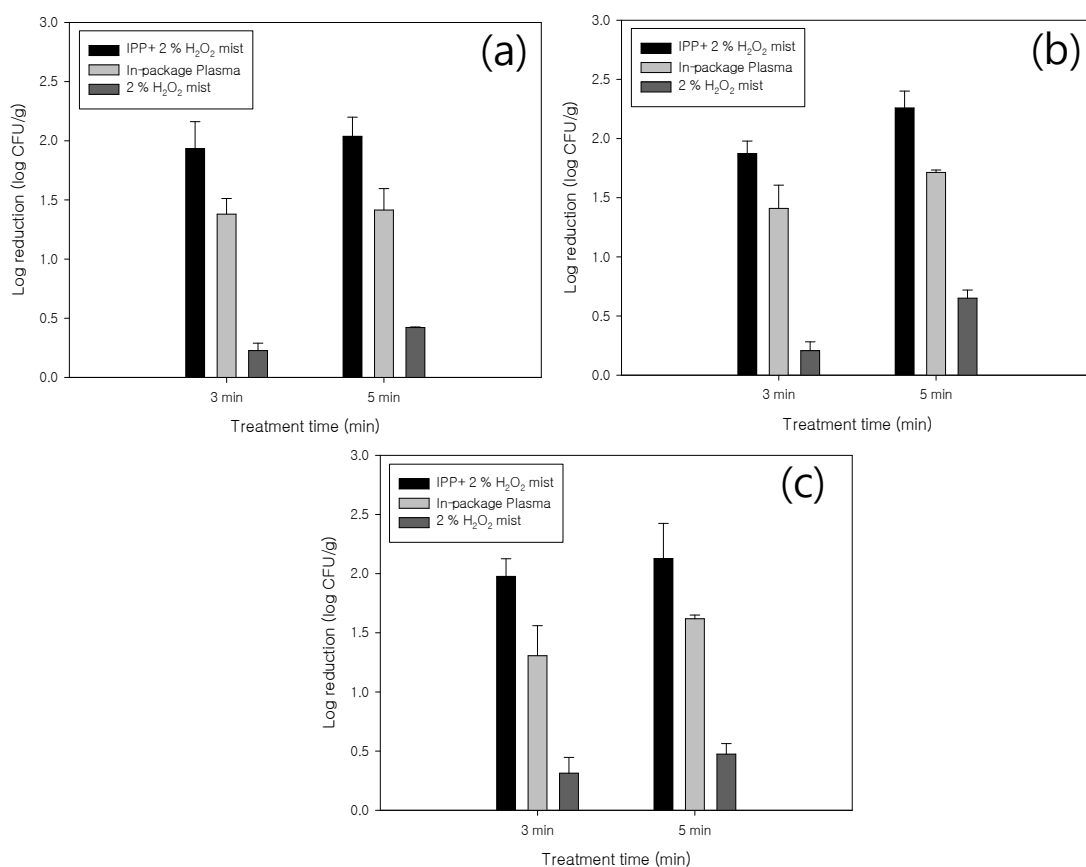 (a)
IPP+ 2 % H₂O₂ mist
In-package Plasma
2 % H₂O₂ mist
Log reduction (log CFU/g)
3.0
2.5
2.0
1.5
1.0
0.5
0.0
3 min
5 min
Treatment time (min)
(b)
IPP+ 2 % H₂O₂ mist
In-package Plasma
2 % H₂O₂ mist
Log reduction (log CFU/g)
3.0
2.5
2.0
1.5
1.0
0.5
0.0
3 min
5 min
Treatment time (min)
(c)
IPP+ 2 % H₂O₂ mist
In-package Plasma
2 % H₂O₂ mist
Log reduction (log CFU/g)
3.0
2.5
2.0
1.5
1.0
0.5
0.0
3 min
5 min
Treatment time (min)